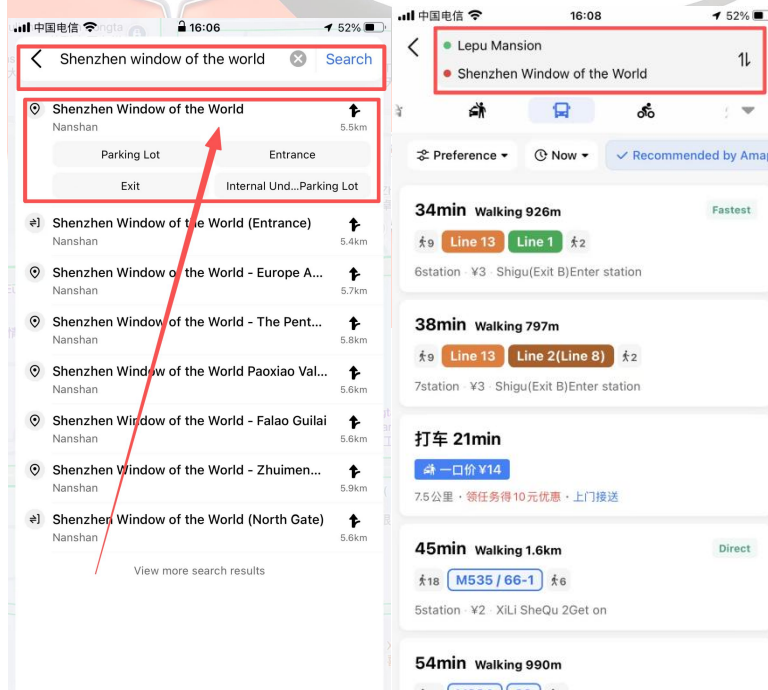 中国电信
16:06
52%
Shenzhen window of the world
Search
Shenzhen Window of the World
Nanshan
5.5km
Parking Lot
Entrance
Exit
Internal Und...Parking Lot
Shenzhen Window of the World (Entrance)
Nanshan
5.4km
Shenzhen Window of the World - Europe A...
Nanshan
5.7km
Shenzhen Window of the World - The Pent...
Nanshan
5.8km
Shenzhen Window of the World Paoxiao Val...
Nanshan
5.6km
Shenzhen Window of the World - Falao Guilai
Nanshan
5.6km
Shenzhen Window of the World - Zhuimen...
Nanshan
5.9km
Shenzhen Window of the World (North Gate)
Nanshan
5.6km
View more search results
中国电信
16:08
52%
Lepu Mansion
Shenzhen Window of the World
Preference
Now
Recommended by Amap
34min Walking 926m
Fastest
9 Line 13 Line 1 2
6station · ¥3 · Shigu(Exit B)Enter station
38min Walking 797m
9 Line 13 Line 2(Line 8) 2
7station · ¥3 · Shigu(Exit B)Enter station
打车 21min
一口价 ¥14
7.5公里 · 领任务得10元优惠 · 上门接送
45min Walking 1.6km
Direct
18 M535 / 66-1 6
5station · ¥2 · XiLi SheQu 2Get on
54min Walking 990m